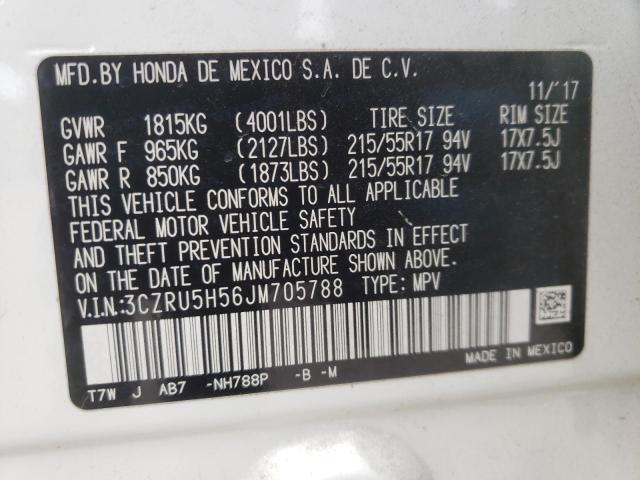 MFD.BY HONDA DE MEXICO S.A. DE C.V.
11/'17
GVWR 1815KG (4001LBS) TIRE SIZE RIM SIZE
GAWR F 965KG (2127LBS) 215/55R17 94V 17X7.5J
GAWR R 850KG (1873LBS) 215/55R17 94V 17X7.5J
THIS VEHICLE CONFORMS TO ALL APPLICABLE
FEDERAL MOTOR VEHICLE SAFETY
AND THEFT PREVENTION STANDARDS IN EFFECT
ON THE DATE OF MANUFACTURE SHOWN ABOVE.
V.I.N.:3CZRU5H56JM705788 TYPE: MPV
MADE IN MEXICO
T7W J AB7 -NH788P -B -M